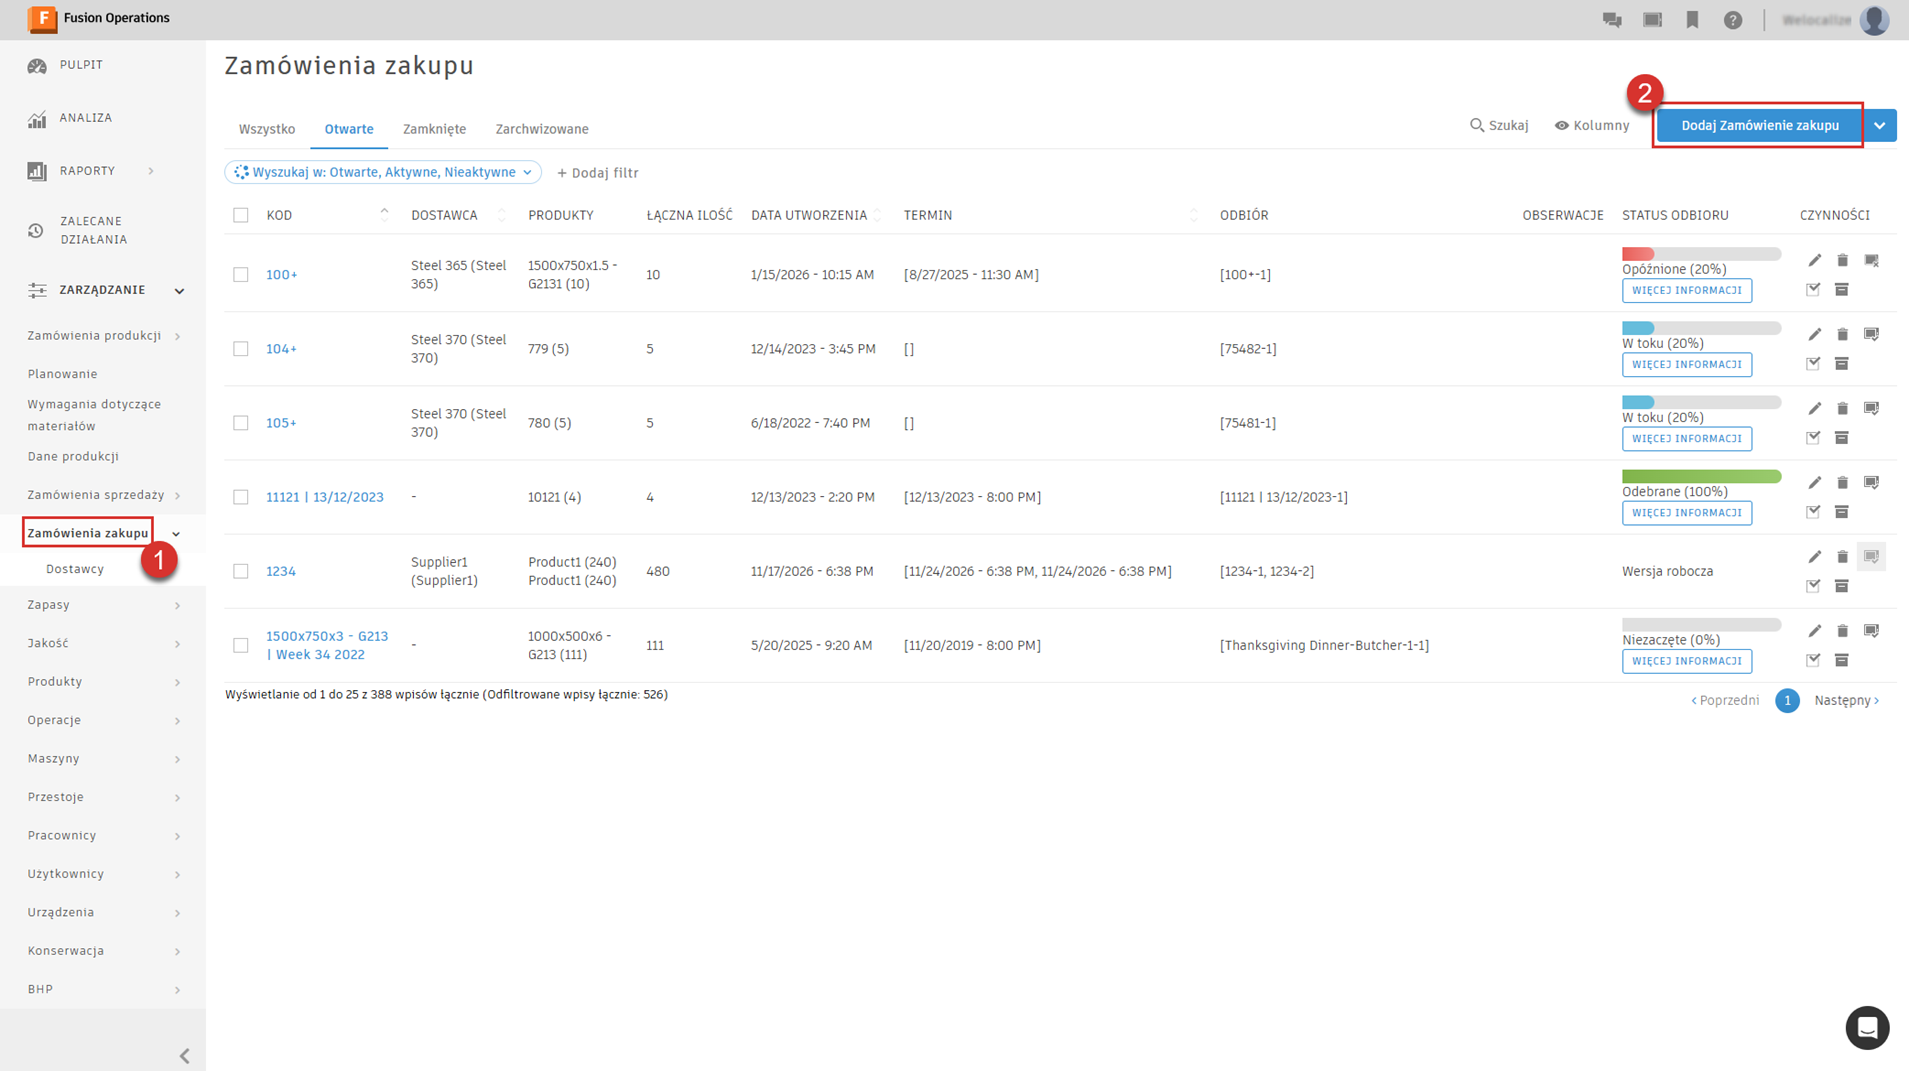 F Fusion Operations
PULPIT
ANALIZA
RAPORTY
ZALECANE
DZIAŁANIA
ZARZĄDZANIE
Zamówienia produkcji
Planowanie
Wymagania dotyczące
materiałów
Dane produkcji
Zamówienia sprzedaży
Zamówienia zakupu
1
Dostawcy
Zapasy
Jakość
Produkty
Operacje
Maszyny
Przestoje
Pracownicy
Użytkownicy
Urządzenia
Konserwacja
BHP
Zamówienia zakupu
Wszystko Otwarte Zamknięte Zarchwizowane
Szukaj Kolumny 2 Dodaj Zamówienie zakupu
Wyszukaj w: Otwarte, Aktywne, Nieaktywne + Dodaj filtr
KOD DOSTAWCA PRODUKTY ŁĄCZNA ILOŚĆ DATA UTWORZENIA TERMIN ODBIÓR OBSERWACJE STATUS ODBIORU CZYNNOŚCI
100+ Steel 365 (Steel 365) 1500x750x1.5 - G2131 (10) 10 1/15/2026 - 10:15 AM [8/27/2025 - 11:30 AM] [100+-1] Opóźnione (20%)
WIĘCEJ INFORMACJI
104+ Steel 370 (Steel 370) 779 (5) 5 12/14/2023 - 3:45 PM [] [75482-1] W toku (20%)
WIĘCEJ INFORMACJI
105+ Steel 370 (Steel 370) 780 (5) 5 6/18/2022 - 7:40 PM [] [75481-1] W toku (20%)
WIĘCEJ INFORMACJI
11121 | 13/12/2023 - 10121 (4) 4 12/13/2023 - 2:20 PM [12/13/2023 - 8:00 PM] [11121 | 13/12/2023-1] Odebrane (100%)
WIĘCEJ INFORMACJI
1234 Supplier1 (Supplier1) Product1 (240) Product1 (240) 480 11/17/2026 - 6:38 PM [11/24/2026 - 6:38 PM, 11/24/2026 - 6:38 PM] [1234-1, 1234-2] Wersja robocza
1500x750x3 - G213 | Week 34 2022 - 1000x500x6 - G213 (111) 111 5/20/2025 - 9:20 AM [11/20/2019 - 8:00 PM] [Thanksgiving Dinner-Butcher-1-1] Niezaczęte (0%)
WIĘCEJ INFORMACJI
Wyświetlanie od 1 do 25 z 388 wpisów łącznie (Odfiltrowane wpisy łącznie: 526)
Poprzedni 1 Następny